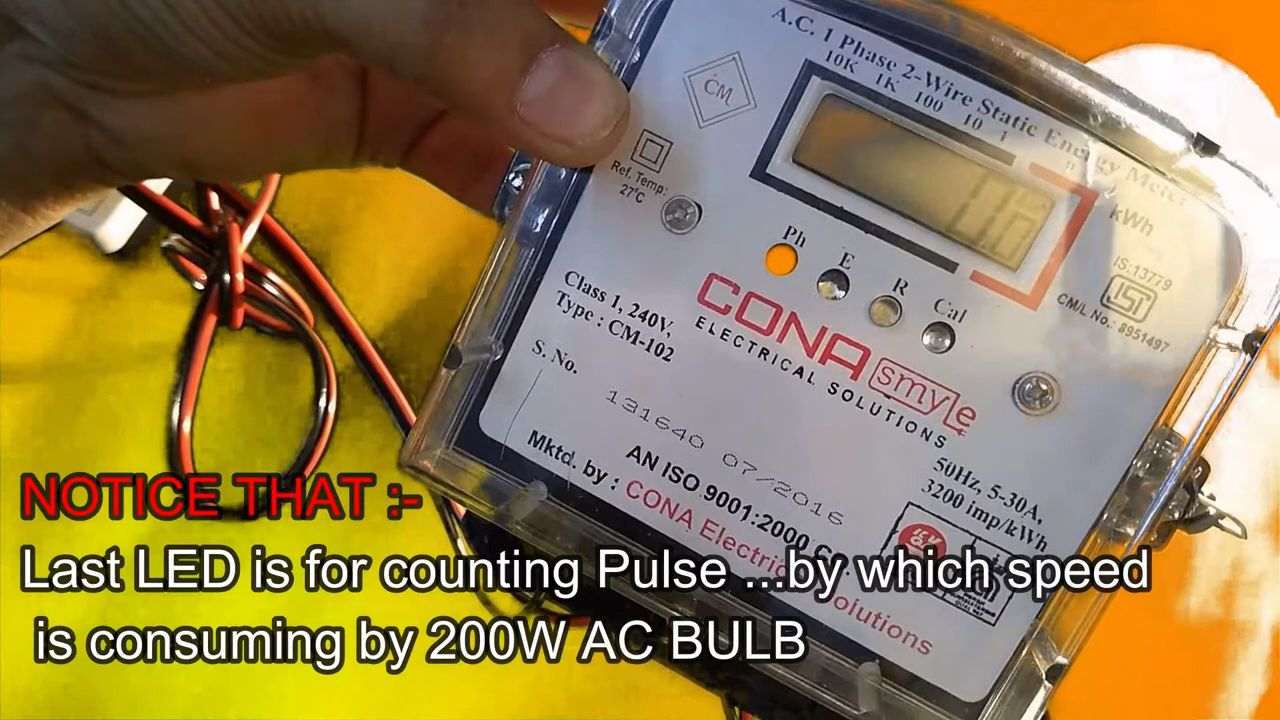 A.C. 1 Phase 2-Wire Static Energy Meter
10K 1K 100 10 1
CM
Ref. Temp:
27°C
kWh
IS:13779
CM/L No.: 8951497
Ph E R Cal
Class 1, 240V,
Type : CM-102
CONA
smyle
ELECTRICAL SOLUTIONS
S. No.
131640 07/2016
50Hz, 5-30A,
3200 imp/kWh
AN ISO 9001:2000
Mktd. by : CONA Electrical Solutions
NOTICE THAT :-
Last LED is for counting Pulse ...by which speed
is consuming by 200W AC BULB